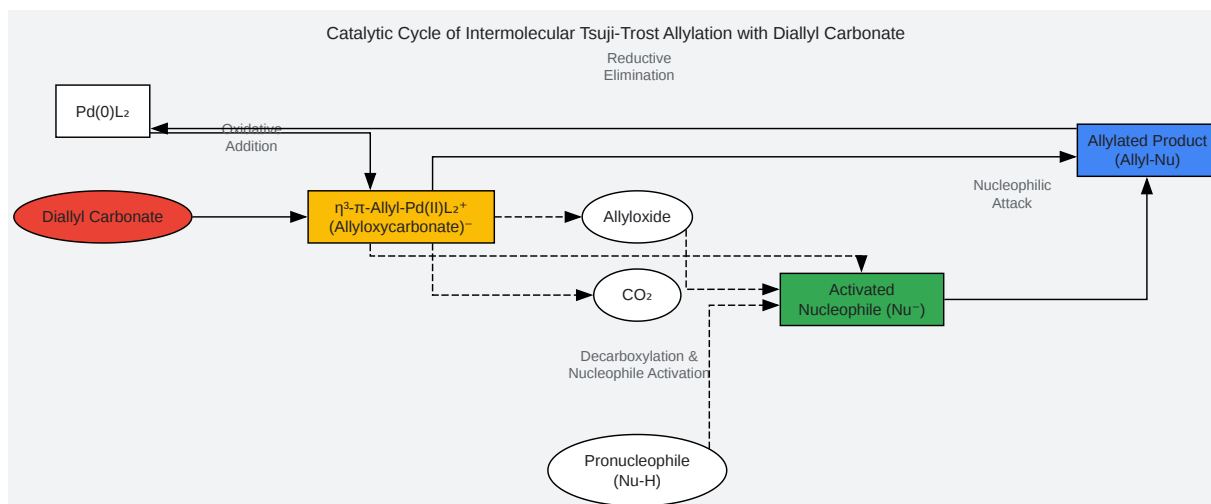 Catalytic Cycle of Intermolecular Tsuji-Trost Allylation with Diallyl Carbonate
Reductive
Elimination
Pd(0)L₂
Oxidative
Addition
Allylated Product
(Allyl-Nu)
Nucleophilic
Attack
Diallyl Carbonate
η³-π-Allyl-Pd(II)L₂⁺
(Allyloxycarbonate)⁻
Allyloxide
CO₂
Activated
Nucleophile (Nu⁻)
Decarboxylation &
Nucleophile Activation
Pronucleophile
(Nu-H)